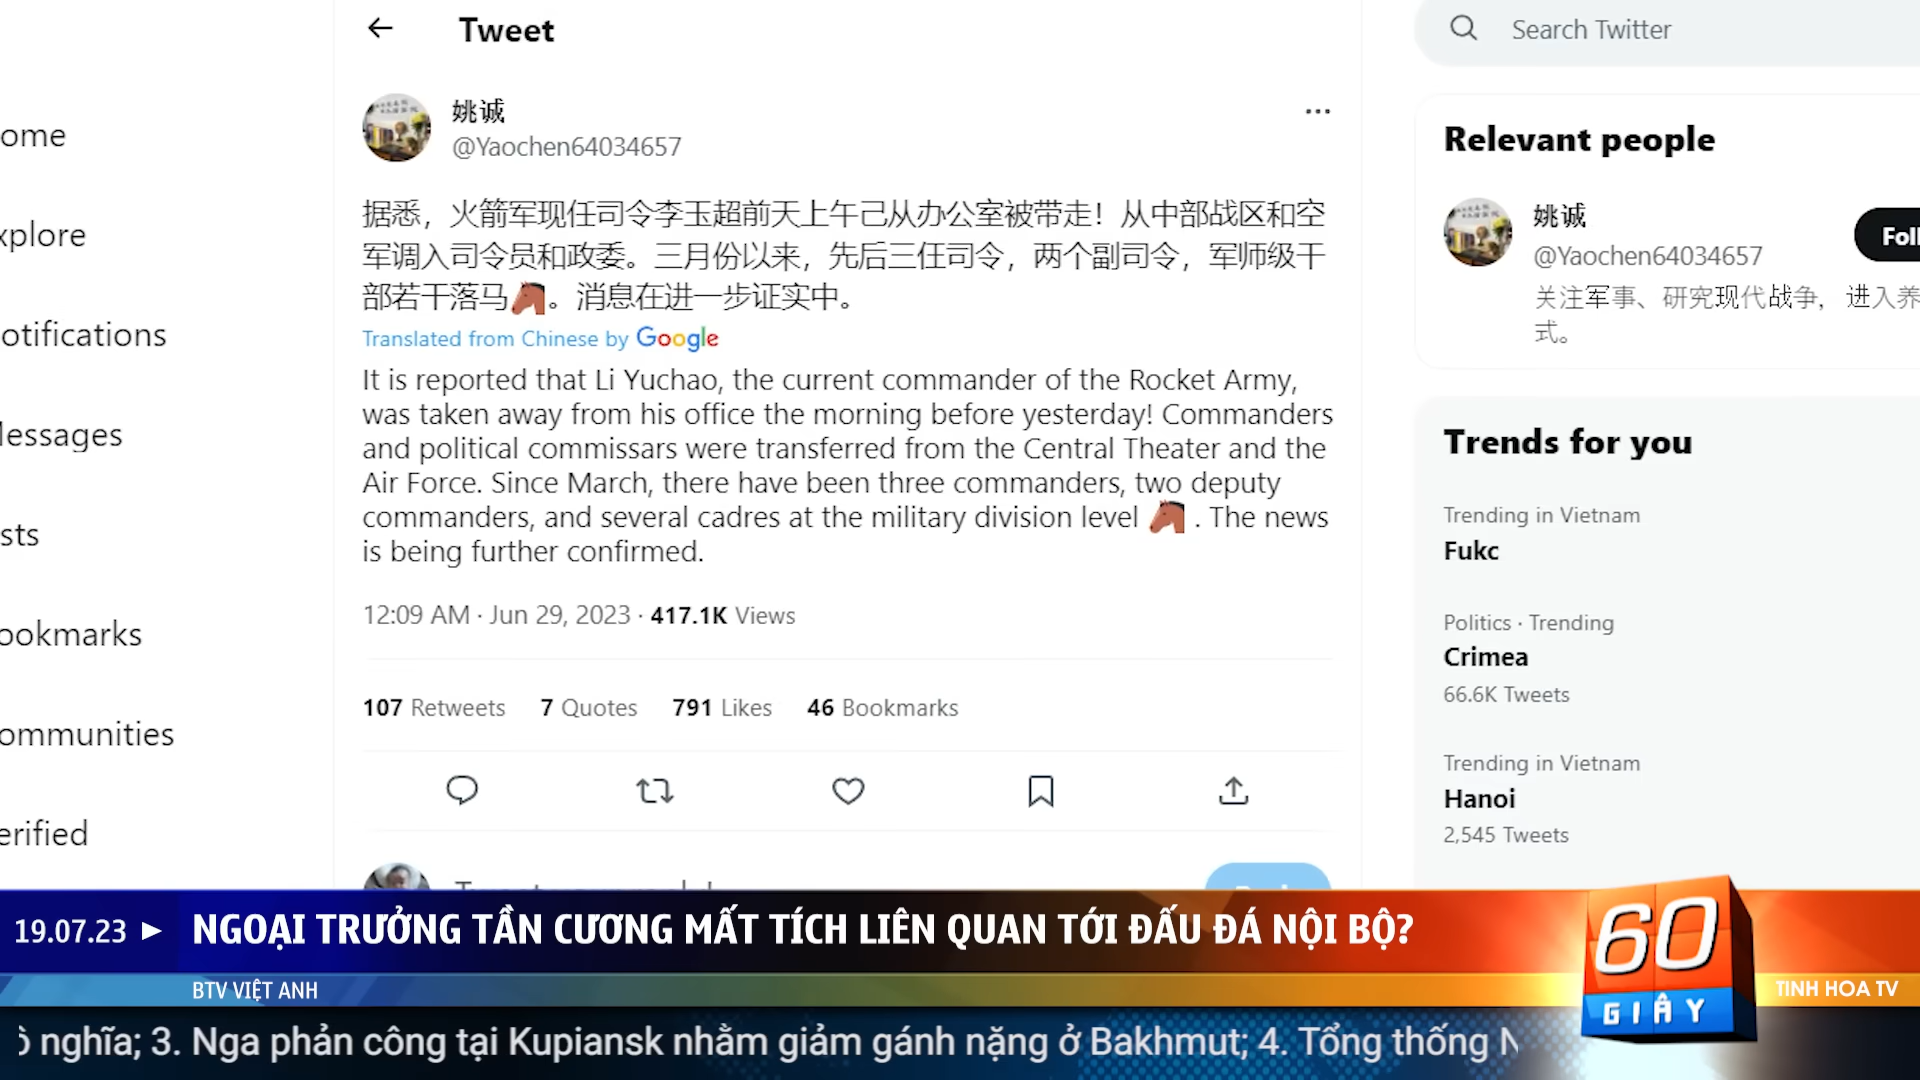 Tweet
Search Twitter
姚诚
@Yaochen64034657
据悉，火箭军现任司令李玉超前天上午己从办公室被带走！从中部战区和空
军调入司令员和政委。三月份以来，先后三任司令，两个副司令，军师级干
部若干落马🐴。消息在进一步证实中。
Translated from Chinese by Google
It is reported that Li Yuchao, the current commander of the Rocket Army,
was taken away from his office the morning before yesterday! Commanders
and political commissars were transferred from the Central Theater and the
Air Force. Since March, there have been three commanders, two deputy
commanders, and several cadres at the military division level 🐴 . The news
is being further confirmed.
12:09 AM · Jun 29, 2023 · 417.1K Views
107 Retweets 7 Quotes 791 Likes 46 Bookmarks
ome
xplore
otifications
essages
sts
ookmarks
ommunities
erified
Relevant people
姚诚
@Yaochen64034657
Foll
关注军事、研究现代战争，进入养
式。
Trends for you
Trending in Vietnam
Fukc
Politics · Trending
Crimea
66.6K Tweets
Trending in Vietnam
Hanoi
2,545 Tweets
19.07.23 NGOẠI TRƯỞNG TẦN CƯƠNG MẤT TÍCH LIÊN QUAN TỚI ĐẤU ĐÁ NỘI BỘ?
BTV VIỆT ANH
60
GIÂY
TINH HOA TV
nghĩa; 3. Nga phản công tại Kupiansk nhằm giảm gánh nặng ở Bakhmut; 4. Tổng thống